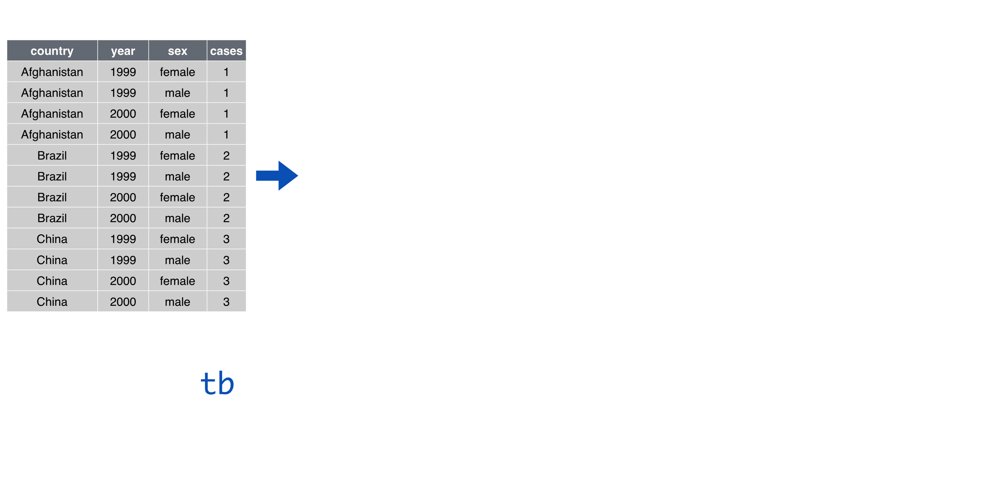 country year sex cases
Afghanistan 1999 female 1
Afghanistan 1999 male 1
Afghanistan 2000 female 1
Afghanistan 2000 male 1
Brazil 1999 female 2
Brazil 1999 male 2
Brazil 2000 female 2
Brazil 2000 male 2
China 1999 female 3
China 1999 male 3
China 2000 female 3
China 2000 male 3
tb